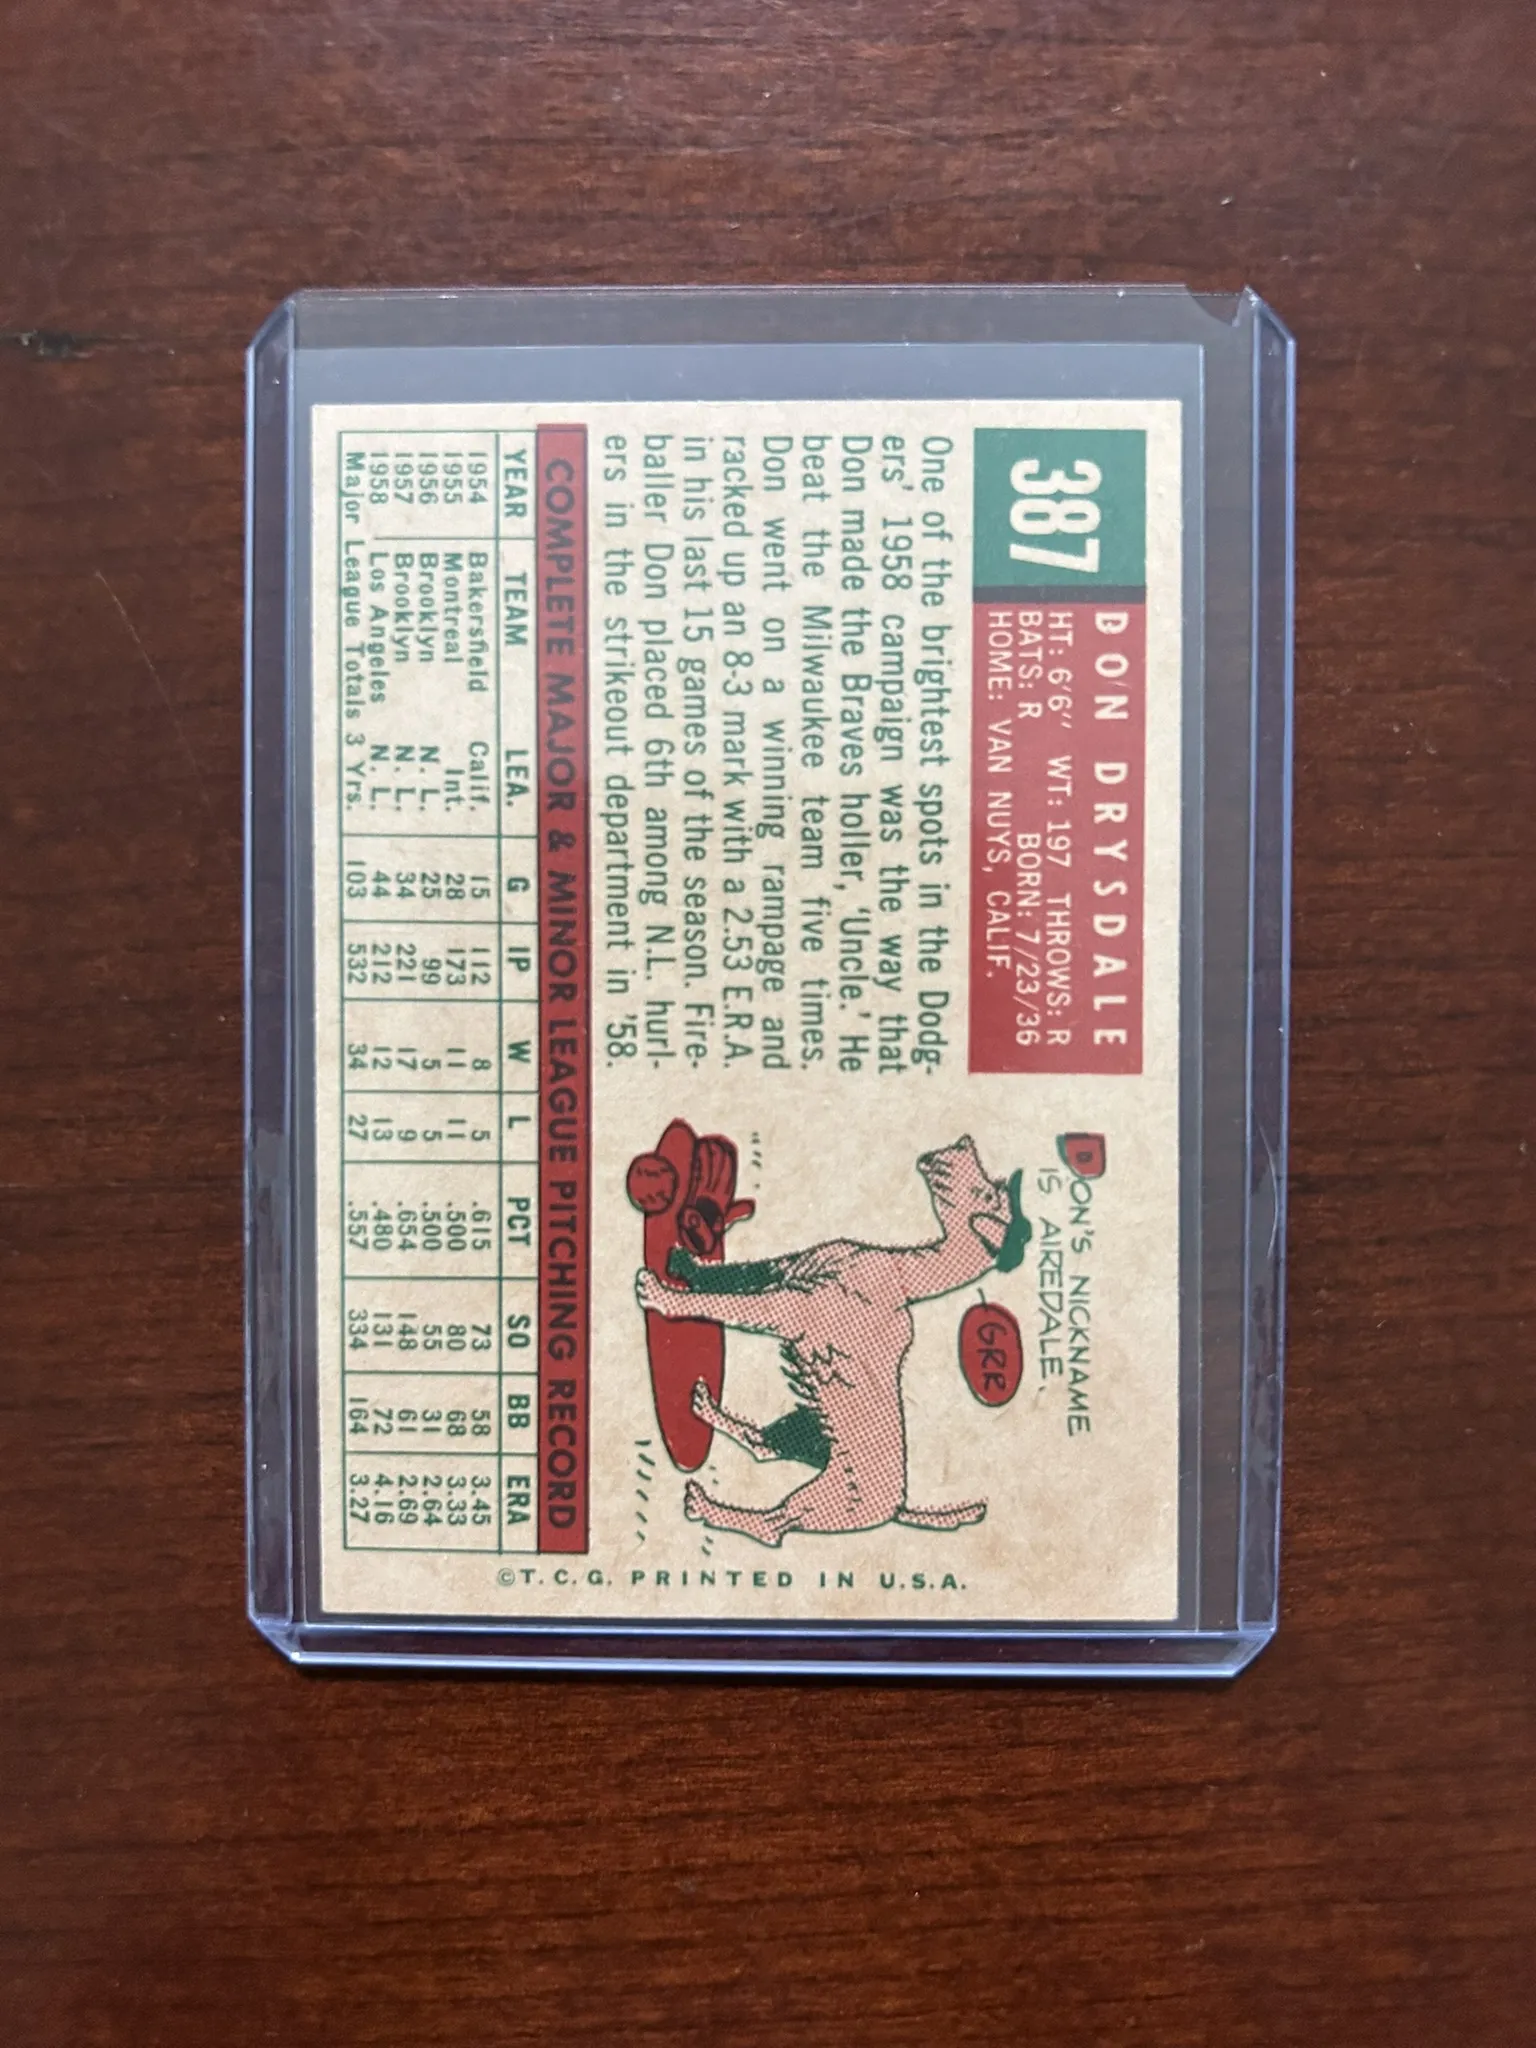 387
DON DRYSDALE
HT: 6'6" WT: 197 THROWS: R
BATS: R BORN: 7/23/36
HOME: VAN NUYS, CALIF.
One of the brightest spots in the Dodg-
ers' 1958 campaign was the way that
Don made the Braves holler, 'Uncle.' He
beat the Milwaukee team five times.
Don went on a winning rampage and
racked up an 8-3 mark with a 2.53 E.R.A.
in his last 15 games of the season. Fire-
baller Don placed 6th among N.L. hurl-
ers in the strikeout department in '58.
D
DON'S NICKNAME
IS AIREDALE.
GRR
COMPLETE MAJOR & MINOR LEAGUE PITCHING RECORD
YEAR TEAM LEA. G IP W L PCT SO BB ERA
1954 Bakersfield Calif. 15 112 8 5 .615 73 58 3.45
1955 Montreal Int. 28 173 11 11 .500 80 68 3.33
1956 Brooklyn N. L. 25 99 5 5 .500 55 31 2.64
1957 Brooklyn N. L. 34 221 17 9 .654 148 61 2.69
1958 Los Angeles N. L. 44 212 12 13 .480 131 72 4.16
Major League Totals 3 Yrs. 103 532 34 27 .557 334 164 3.27
©T. C. G. PRINTED IN U.S.A.